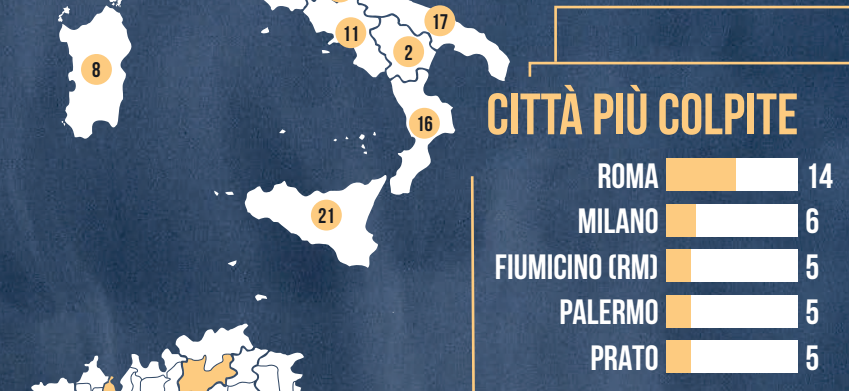 17
11
2
8
16
21
CITTÀ PIÙ COLPITE
ROMA 14
MILANO 6
FIUMICINO (RM) 5
PALERMO 5
PRATO 5